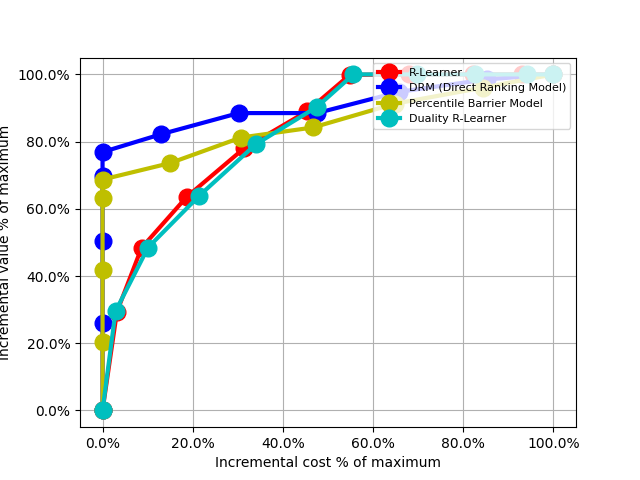 100.0%
80.0%
60.0%
40.0%
20.0%
0.0%
Incremental value % of maximum
R-Learner
DRM (Direct Ranking Model)
Percentile Barrier Model
Duality R-Learner
0.0%
20.0%
40.0%
60.0%
80.0%
100.0%
Incremental cost % of maximum